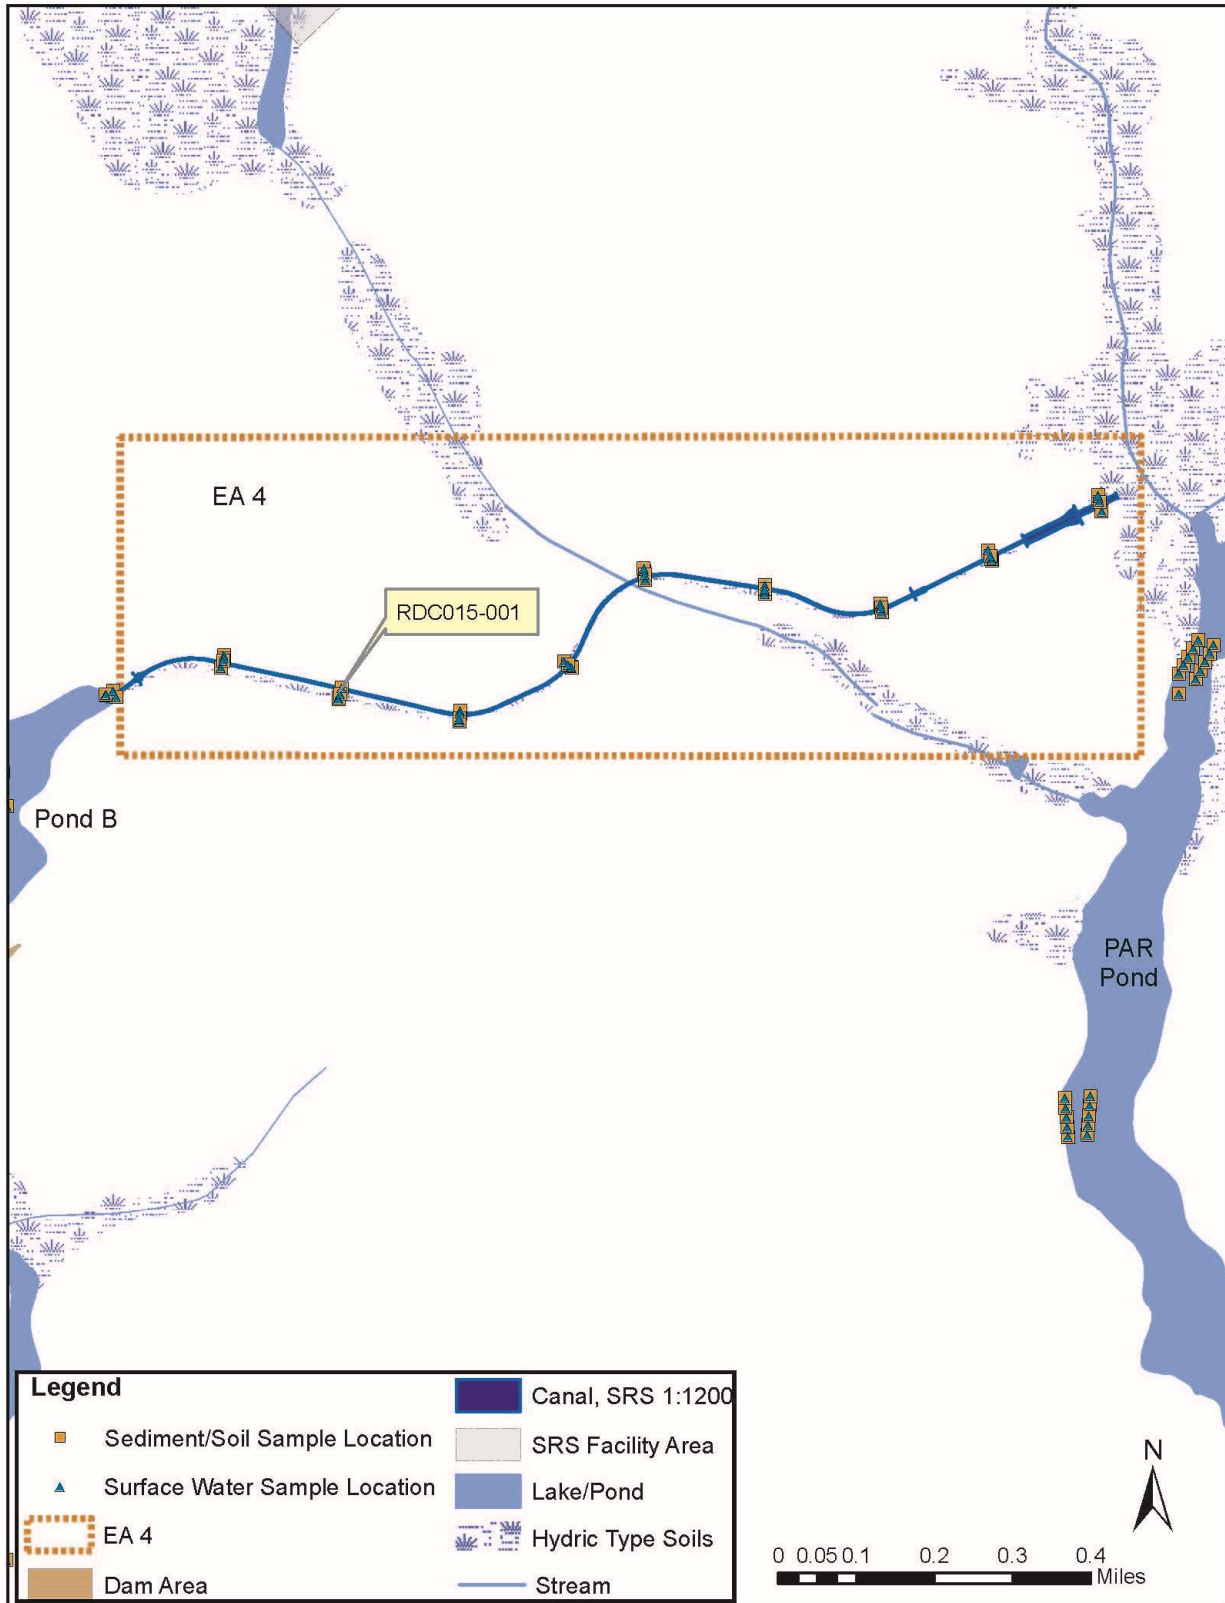 EA 4
RDC015-001
Pond B
PAR
Pond
Legend
Sediment/Soil Sample Location
Surface Water Sample Location
EA 4
Dam Area
Canal, SRS 1:1200
SRS Facility Area
Lake/Pond
Hydric Type Soils
Stream
N
0 0.05 0.1 0.2 0.3 0.4
Miles